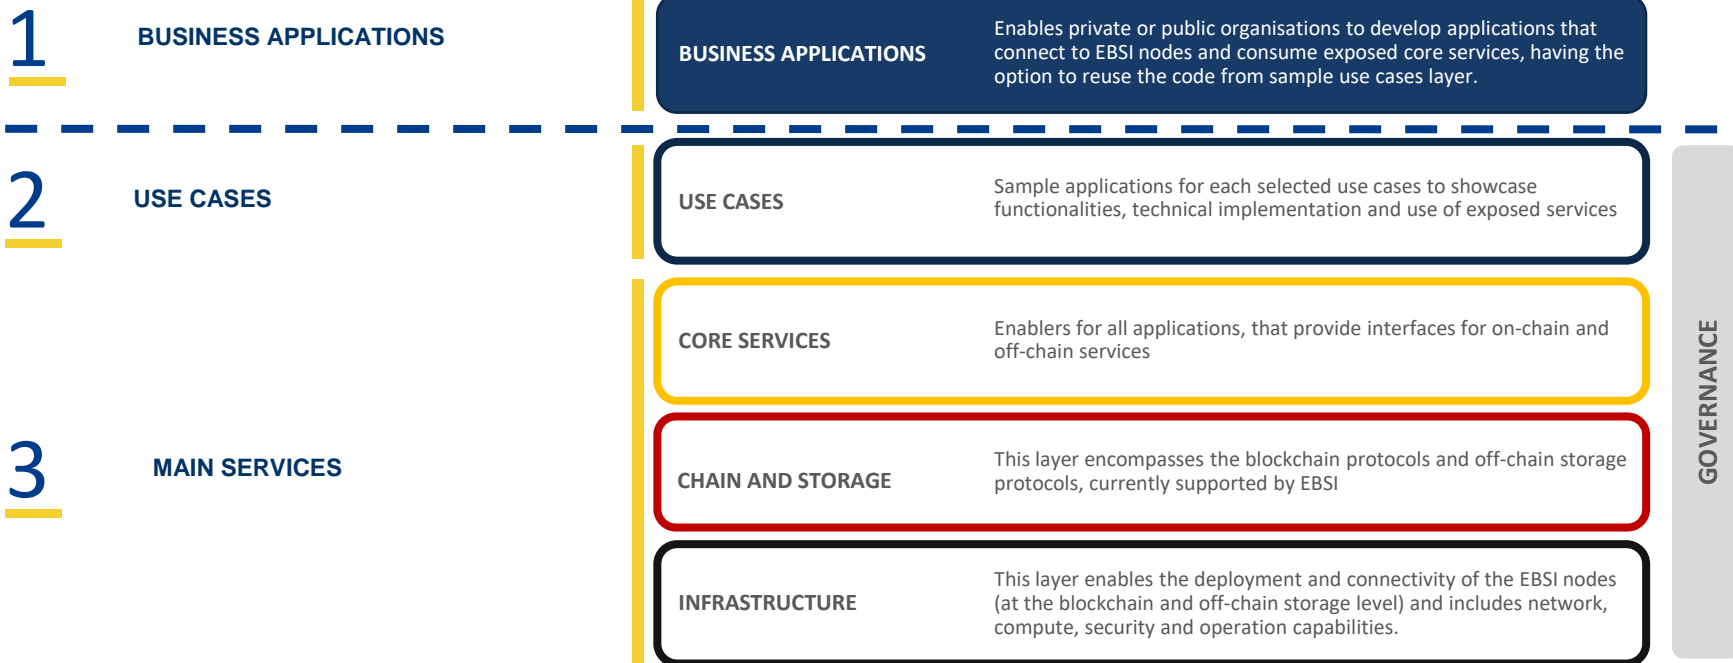 1
BUSINESS APPLICATIONS
BUSINESS APPLICATIONS
Enables private or public organisations to develop applications that
connect to EBSI nodes and consume exposed core services, having the
option to reuse the code from sample use cases layer.
2
USE CASES
USE CASES
Sample applications for each selected use cases to showcase
functionalities, technical implementation and use of exposed services
3
MAIN SERVICES
CORE SERVICES
Enablers for all applications, that provide interfaces for on-chain and
off-chain services
CHAIN AND STORAGE
This layer encompasses the blockchain protocols and off-chain storage
protocols, currently supported by EBSI
INFRASTRUCTURE
This layer enables the deployment and connectivity of the EBSI nodes
(at the blockchain and off-chain storage level) and includes network,
compute, security and operation capabilities.
GOVERNANCE